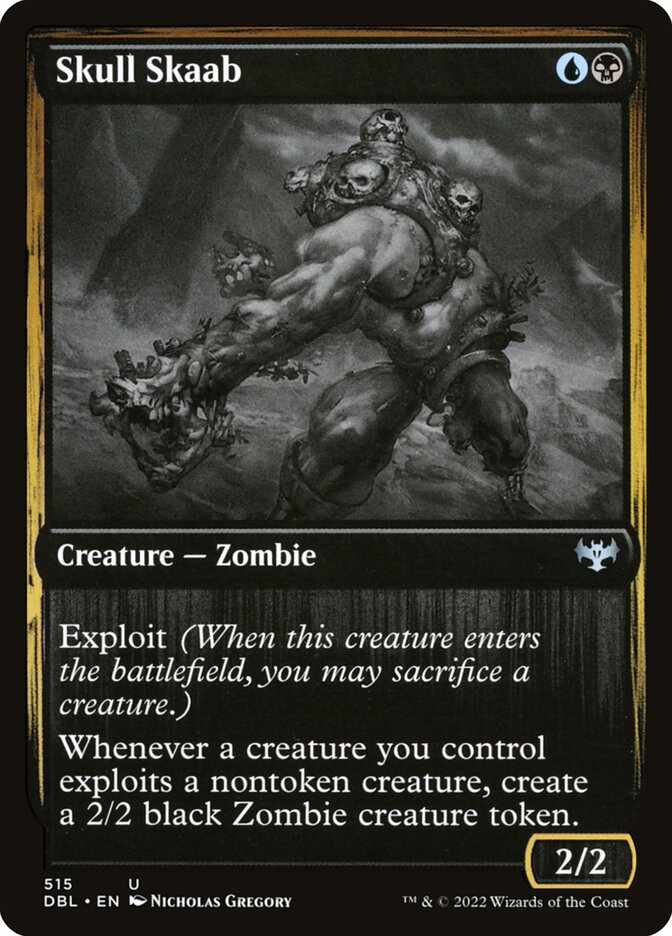 Skull Skaab
Creature — Zombie
Exploit (When this creature enters
the battlefield, you may sacrifice a
creature.)
Whenever a creature you control
exploits a nontoken creature, create
a 2/2 black Zombie creature token.
2/2
515 U
DBL • EN Nicholas Gregory ™ & © 2022 Wizards of the Coast